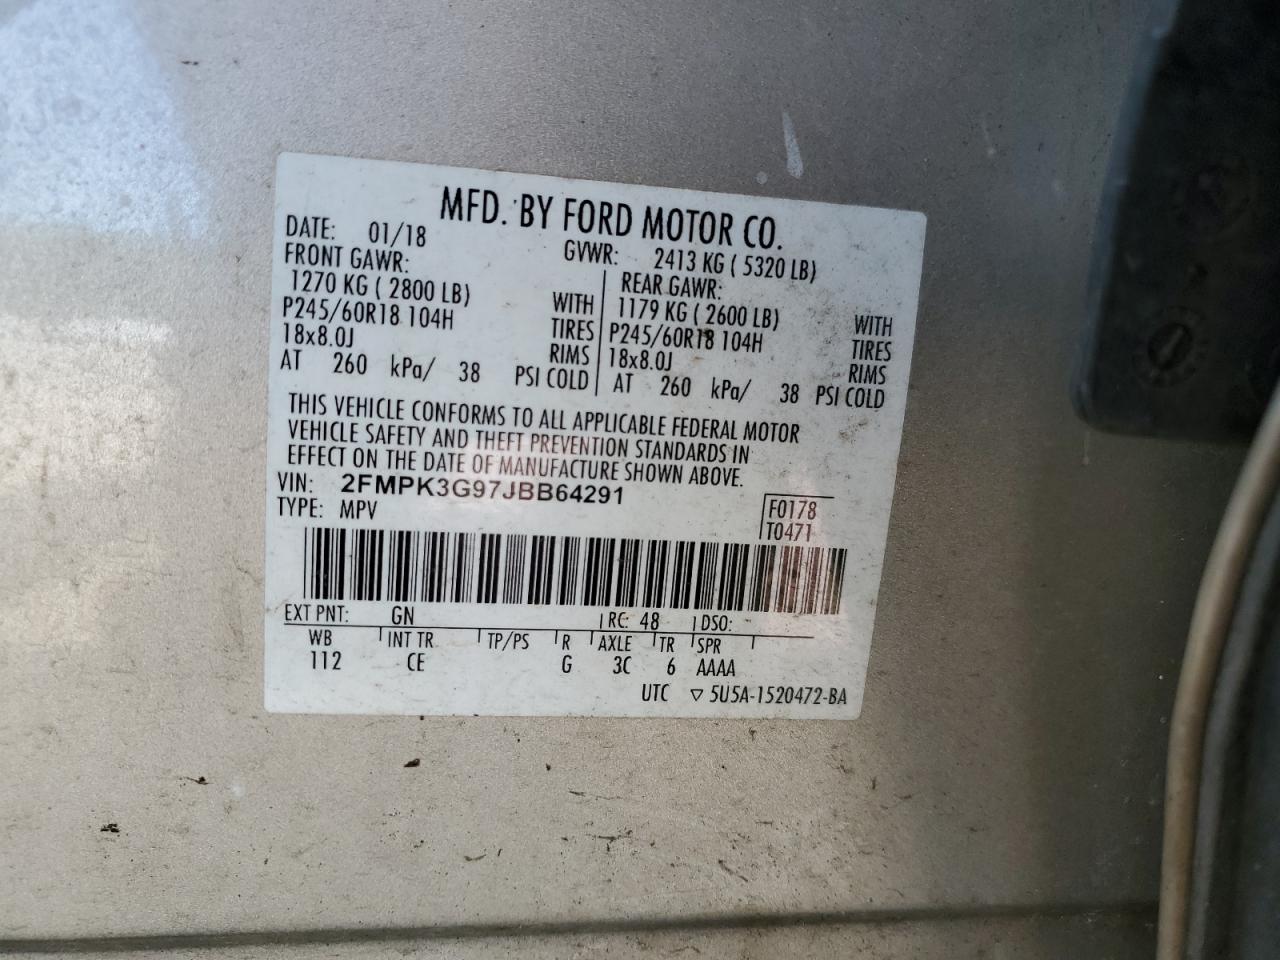 MFD. BY FORD MOTOR CO.
DATE: 01/18 GVWR: 2413 KG ( 5320 LB)
FRONT GAWR: REAR GAWR:
1270 KG ( 2800 LB) WITH 1179 KG ( 2600 LB) WITH
P245/60R18 104H TIRES P245/60R18 104H TIRES
18x8.0J RIMS 18x8.0J RIMS
AT 260 kPa/ 38 PSI COLD AT 260 kPa/ 38 PSI COLD
THIS VEHICLE CONFORMS TO ALL APPLICABLE FEDERAL MOTOR
VEHICLE SAFETY AND THEFT PREVENTION STANDARDS IN
EFFECT ON THE DATE OF MANUFACTURE SHOWN ABOVE.
VIN: 2FMPK3G97JBB64291
TYPE: MPV F0178
T0471
EXT PNT: GN RC: 48 DSO:
WB INT TR TP/PS R AXLE TR SPR
112 CE G 3C 6 AAAA
UTC ▽ 5U5A-1520472-BA